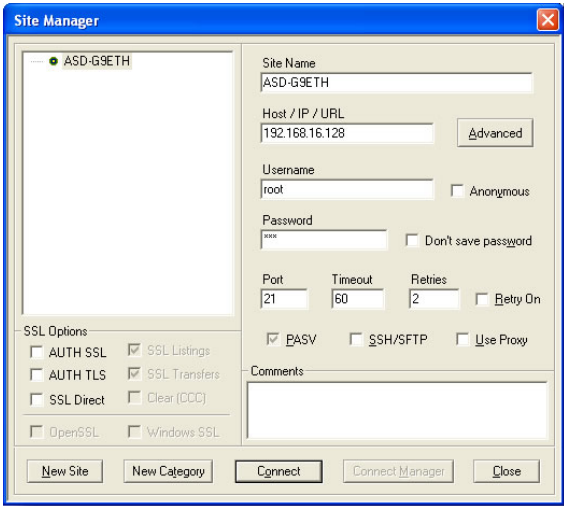 Site Manager
ASD-G9ETH
Site Name
ASD-G9ETH
Host / IP / URL
192.168.16.128
Advanced
Username
root
Anonymous
Password
***
Don't save password
Port Timeout Retries
21 60 2 Retry On
PASV SSH/SFTP Use Proxy
SSL Options
AUTH SSL SSL Listings
AUTH TLS SSL Transfers
SSL Direct Clear (CCC)
OpenSSL Windows SSL
Comments
New Site New Category Connect Connect Manager Close